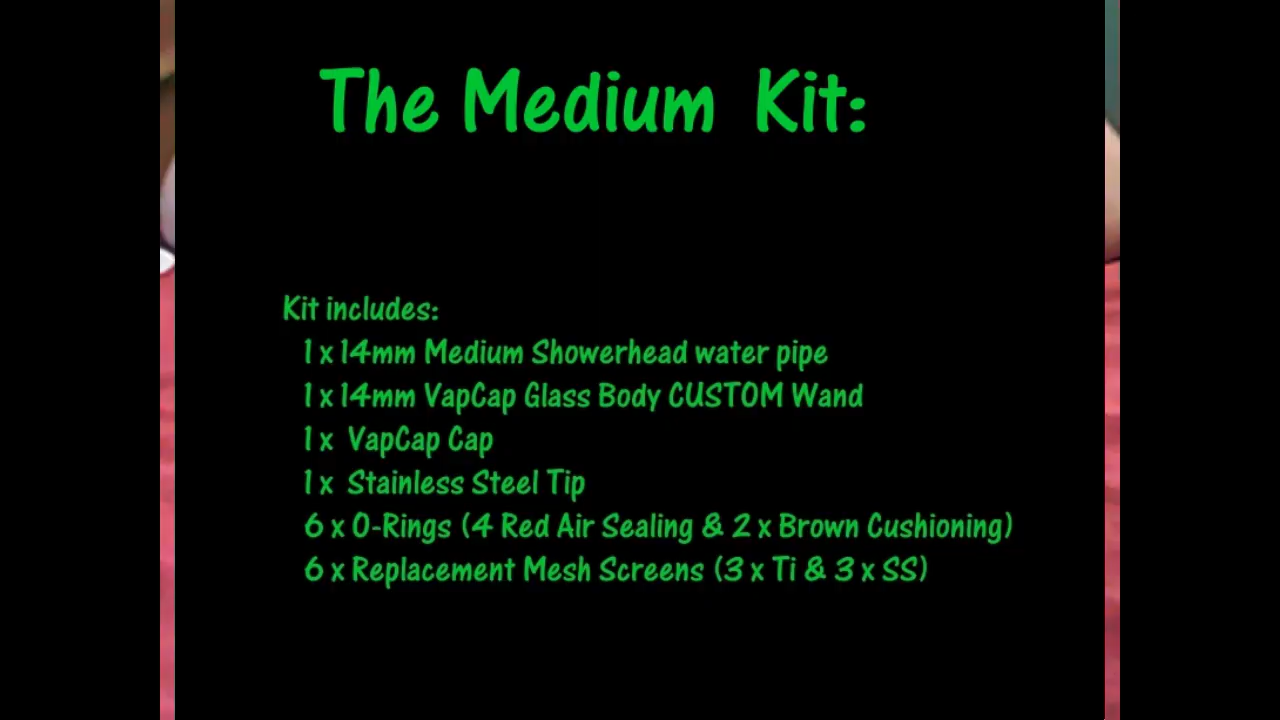 The Medium Kit:
Kit includes:
1 x 14mm Medium Showerhead water pipe
1 x 14mm VapCap Glass Body CUSTOM Wand
1 x VapCap Cap
1 x Stainless Steel Tip
6 x O-Rings (4 Red Air Sealing & 2 x Brown Cushioning)
6 x Replacement Mesh Screens (3 x Ti & 3 x SS)